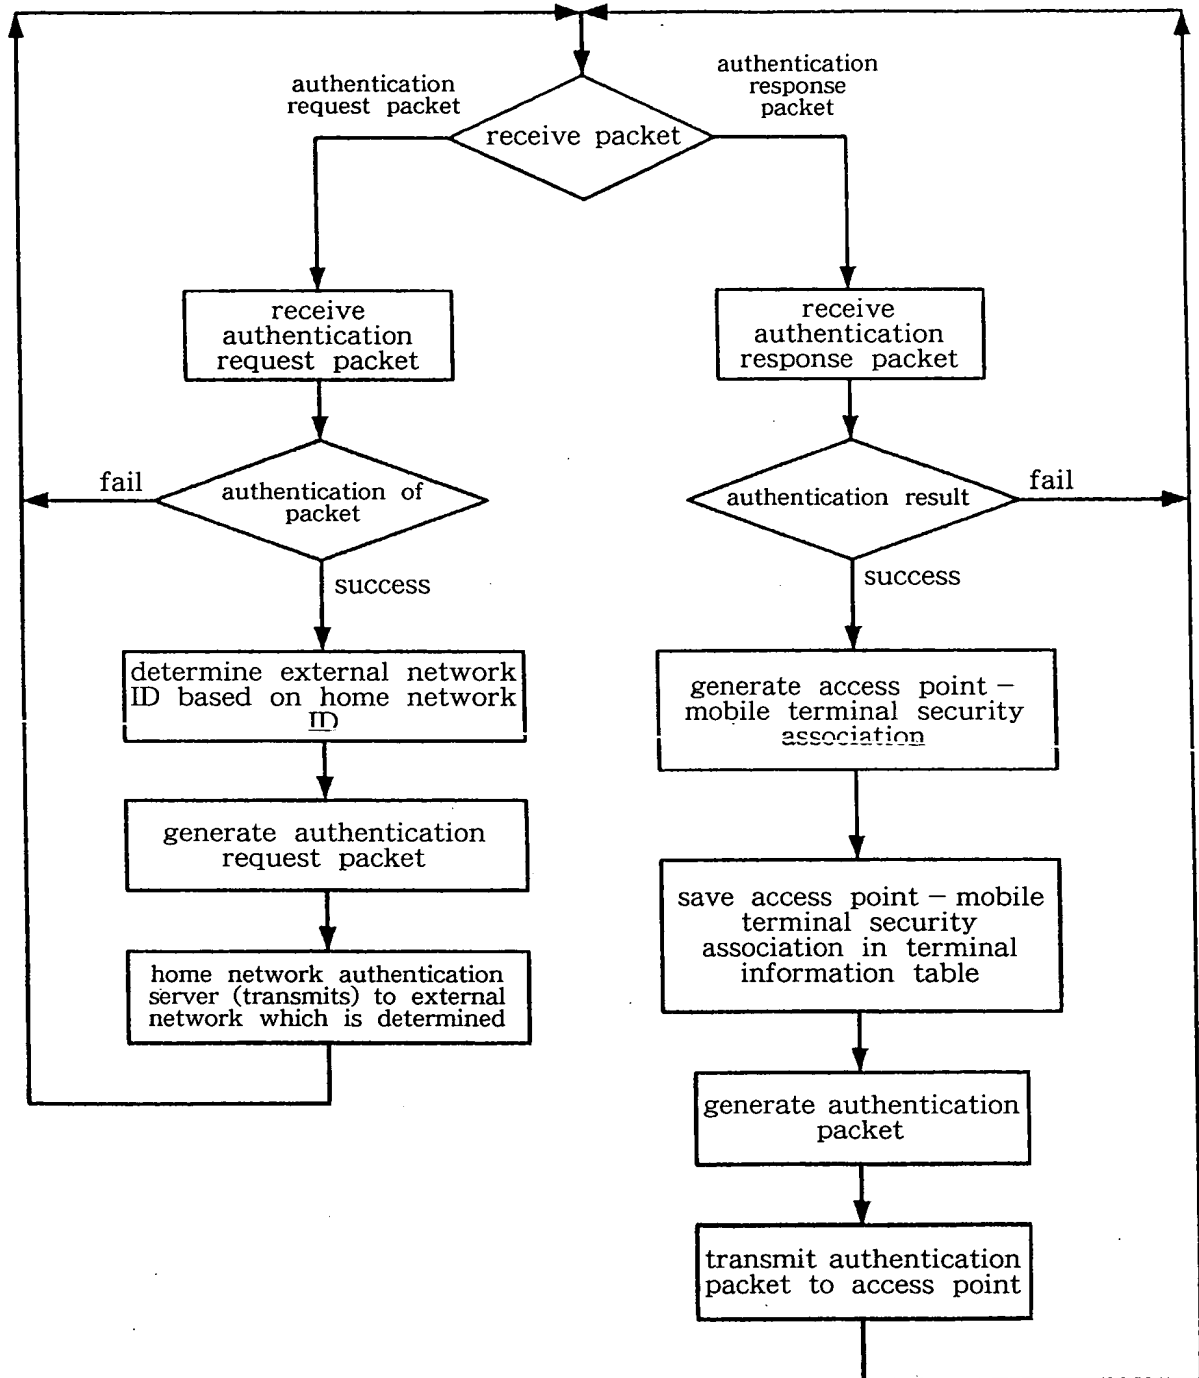 authentication
request packet
authentication
response
packet
receive packet
receive
authentication
request packet
receive
authentication
response packet
fail
authentication of
packet
success
authentication result
fail
success
determine external network
ID based on home network
ID
generate access point –
mobile terminal security
association
generate authentication
request packet
save access point – mobile
terminal security
association in terminal
information table
home network authentication
server (transmits) to external
network which is determined
generate authentication
packet
transmit authentication
packet to access point